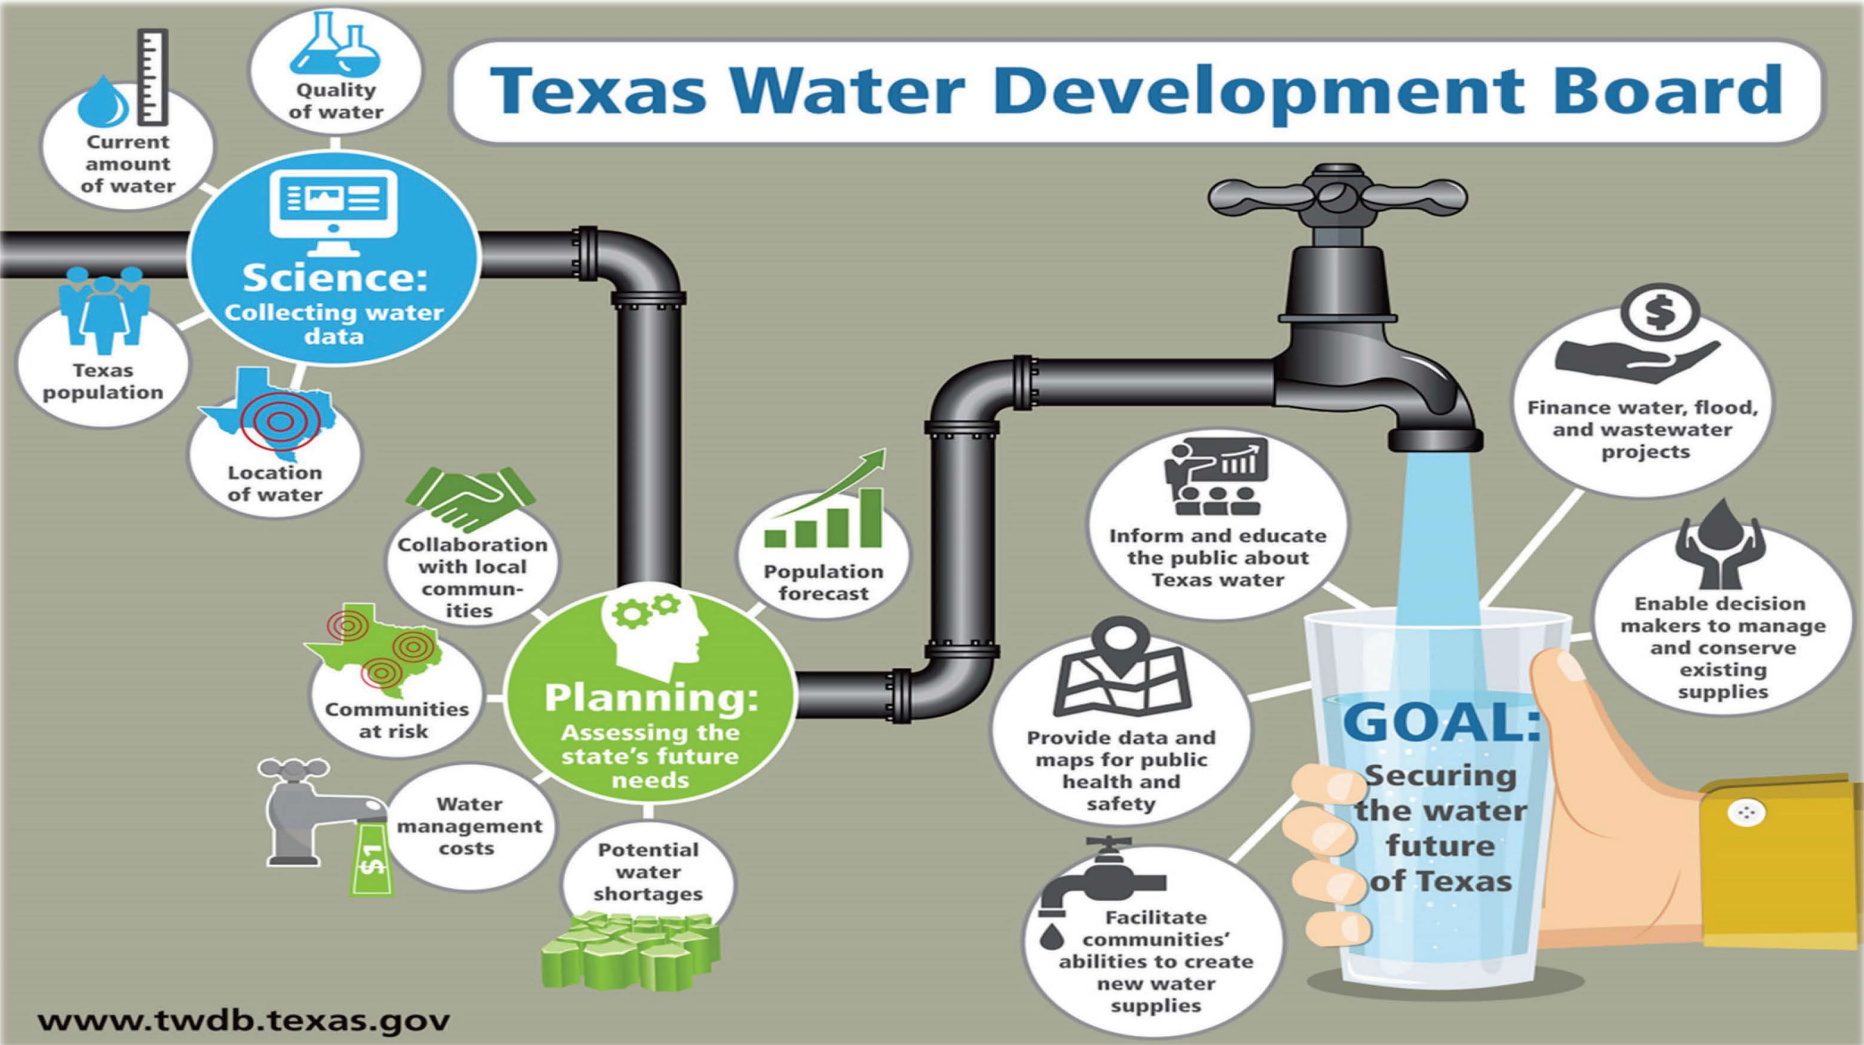 Texas Water Development Board
Quality
of water
Current
amount
of water
Science:
Collecting water
data
Texas
population
Location
of water
Collaboration
with local
commun-
ities
Population
forecast
Communities
at risk
Planning:
Assessing the
state's future
needs
Water
management
costs
$1
Potential
water
shortages
$
Finance water, flood,
and wastewater
projects
Inform and educate
the public about
Texas water
Enable decision
makers to manage
and conserve
existing
supplies
Provide data and
maps for public
health and
safety
Facilitate
communities'
abilities to create
new water
supplies
GOAL:
Securing
the water
future
of Texas
www.twdb.texas.gov